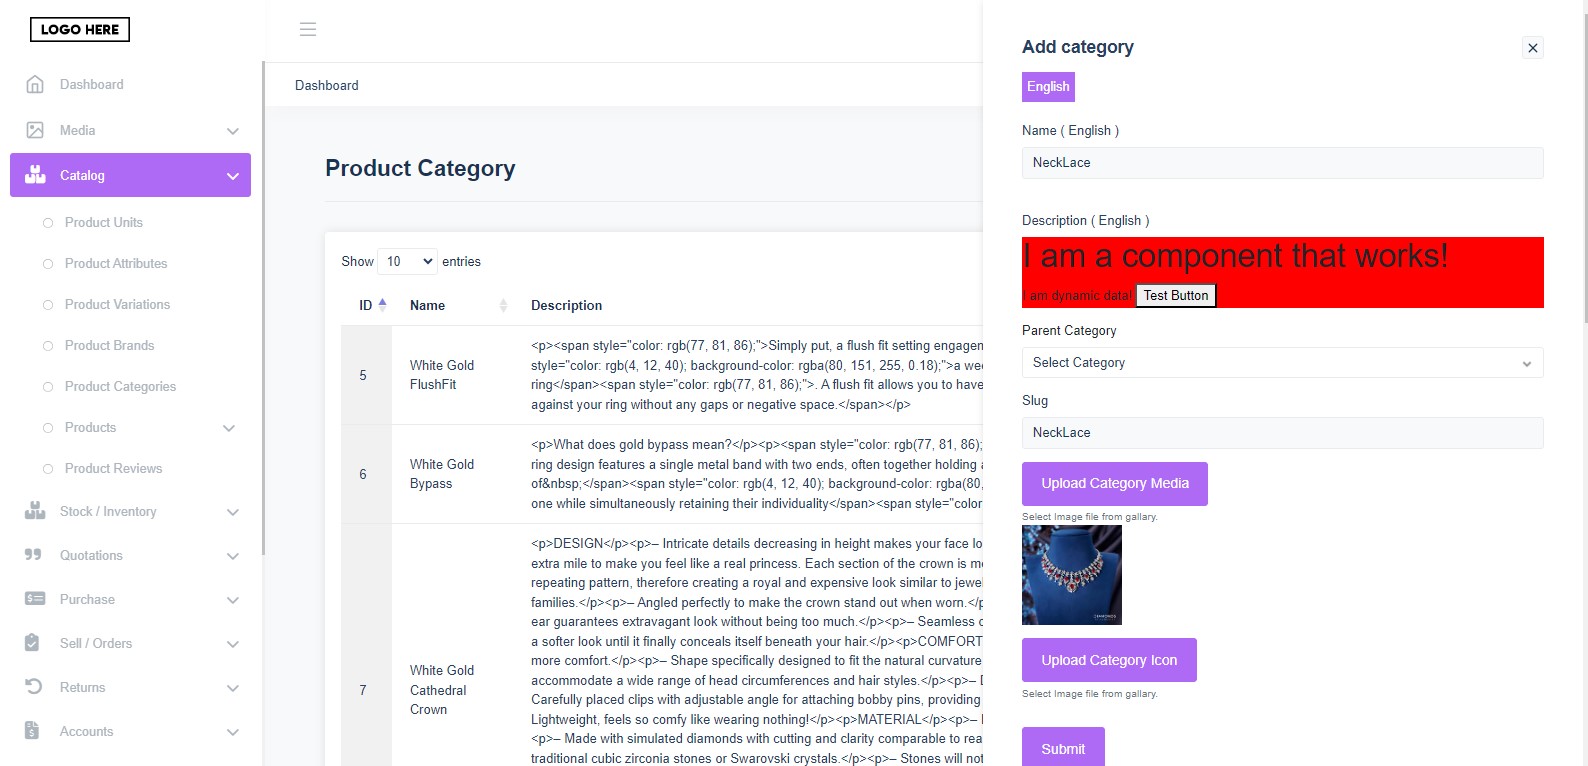 LOGO HERE
Dashboard
Media
Catalog
Product Units
Product Attributes
Product Variations
Product Brands
Product Categories
Products
Product Reviews
Stock / Inventory
Quotations
Purchase
Sell / Orders
Returns
Accounts
Dashboard
Product Category
Show 10 entries
ID Name Description
5
White Gold
FlushFit
<p><span style="color: rgb(77, 81, 86);">Simply put, a flush fit setting engagen
style="color: rgb(4, 12, 40); background-color: rgba(80, 151, 255, 0.18);">a wee
ring</span><span style="color: rgb(77, 81, 86);">. A flush fit allows you to have
against your ring without any gaps or negative space.</span></p>
6
White Gold
Bypass
<p>What does gold bypass mean?</p><p><span style="color: rgb(77, 81, 86);
ring design features a single metal band with two ends, often together holding a
of&nbsp;</span><span style="color: rgb(4, 12, 40); background-color: rgba(80,
one while simultaneously retaining their individuality</span><span style="color
7
White Gold
Cathedral
Crown
<p>DESIGN</p><p>– Intricate details decreasing in height makes your face lo
extra mile to make you feel like a real princess. Each section of the crown is me
repeating pattern, therefore creating a royal and expensive look similar to jewel
families.</p><p>– Angled perfectly to make the crown stand out when worn.</p
ear guarantees extravagant look without being too much.</p><p>– Seamless c
a softer look until it finally conceals itself beneath your hair.</p><p>COMFORT
more comfort.</p><p>– Shape specifically designed to fit the natural curvature
accommodate a wide range of head circumferences and hair styles.</p><p>– D
Carefully placed clips with adjustable angle for attaching bobby pins, providing
Lightweight, feels so comfy like wearing nothing!</p><p>MATERIAL</p><p>–
<p>– Made with simulated diamonds with cutting and clarity comparable to rea
traditional cubic zirconia stones or Swarovski crystals.</p><p>– Stones will not
Add category
English
Name ( English )
NeckLace
Description ( English )
I am a component that works!
I am dynamic data! Test Button
Parent Category
Select Category
Slug
NeckLace
Upload Category Media
Select Image file from gallary.
Upload Category Icon
Select Image file from gallary.
Submit